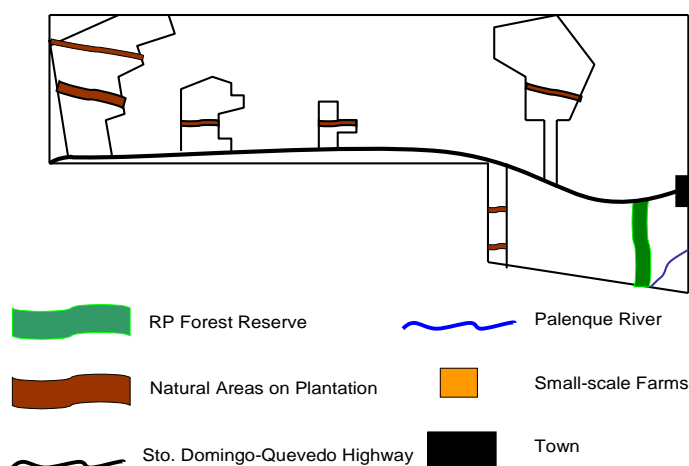 RP Forest Reserve
Palenque River
Natural Areas on Plantation
Small-scale Farms
Sto. Domingo-Quevedo Highway
Town